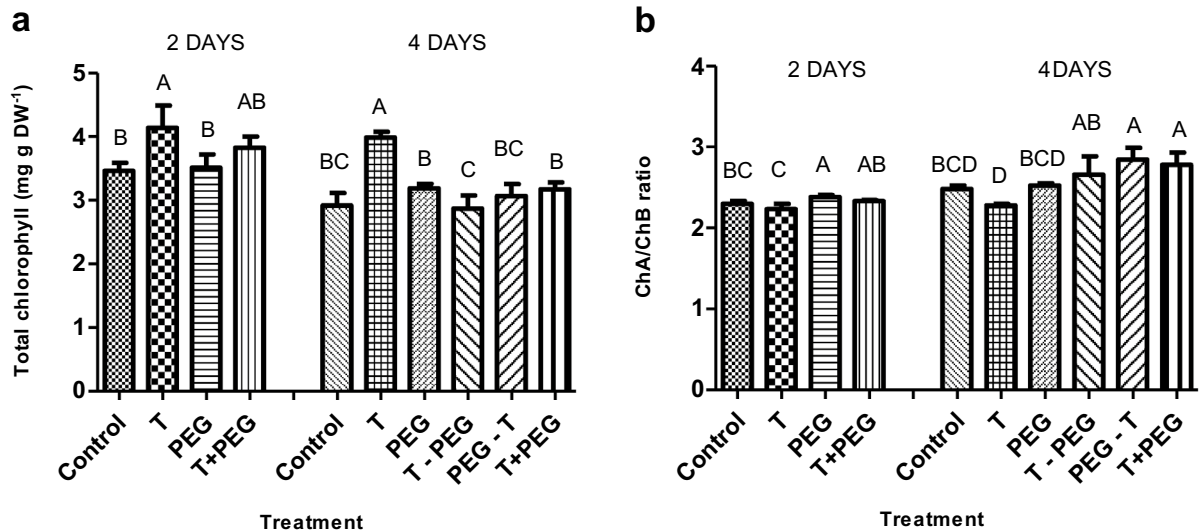 a
2 DAYS
4 DAYS
Total chlorophyll (mg g DW-1)
5
4
3
2
1
0
B
A
B
AB
BC
A
B
C
BC
B
Control
T
PEG
T+PEG
Control
T
PEG
T - PEG
PEG - T
T+PEG
Treatment
b
2 DAYS
4DAYS
ChA/ChB ratio
4
3
2
1
0
BC
C
A
AB
BCD
D
BCD
AB
A
A
Control
T
PEG
T+PEG
Control
T
PEG
T - PEG
PEG - T
T+PEG
Treatment